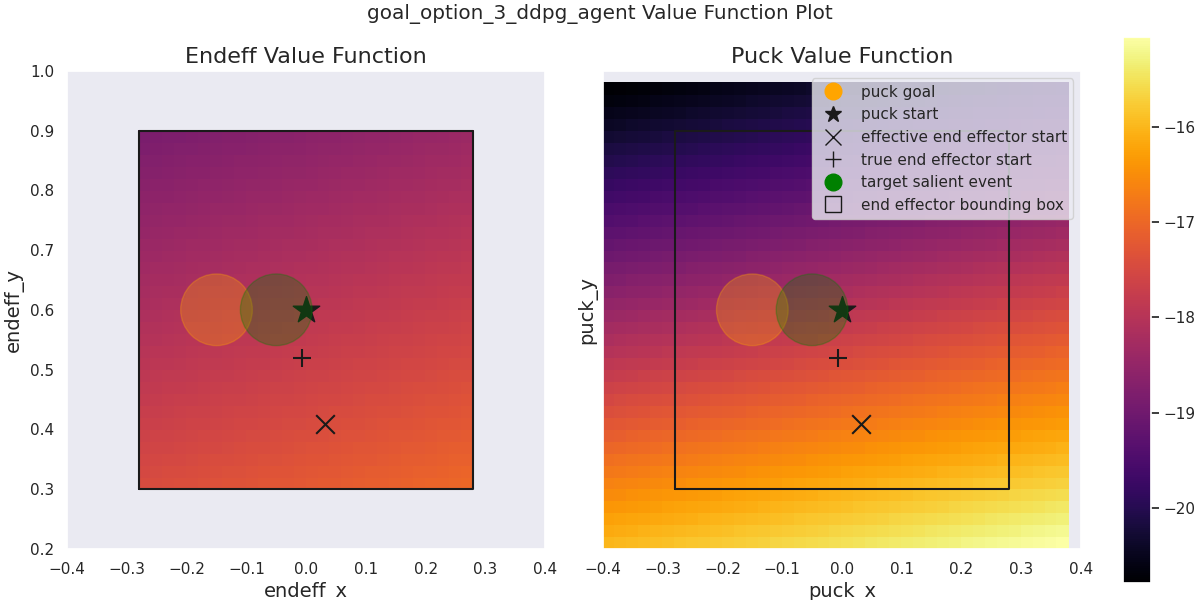 goal_option_3_ddpg_agent Value Function Plot
Endeff Value Function
endeff_y
1.0
0.9
0.8
0.7
0.6
0.5
0.4
0.3
0.2
−0.4 −0.3 −0.2 −0.1 0.0 0.1 0.2 0.3 0.4
endeff_x
Puck Value Function
puck goal
puck start
effective end effector start
true end effector start
target salient event
end effector bounding box
puck_y
−0.4 −0.3 −0.2 −0.1 0.0 0.1 0.2 0.3 0.4
puck_x
−16
−17
−18
−19
−20